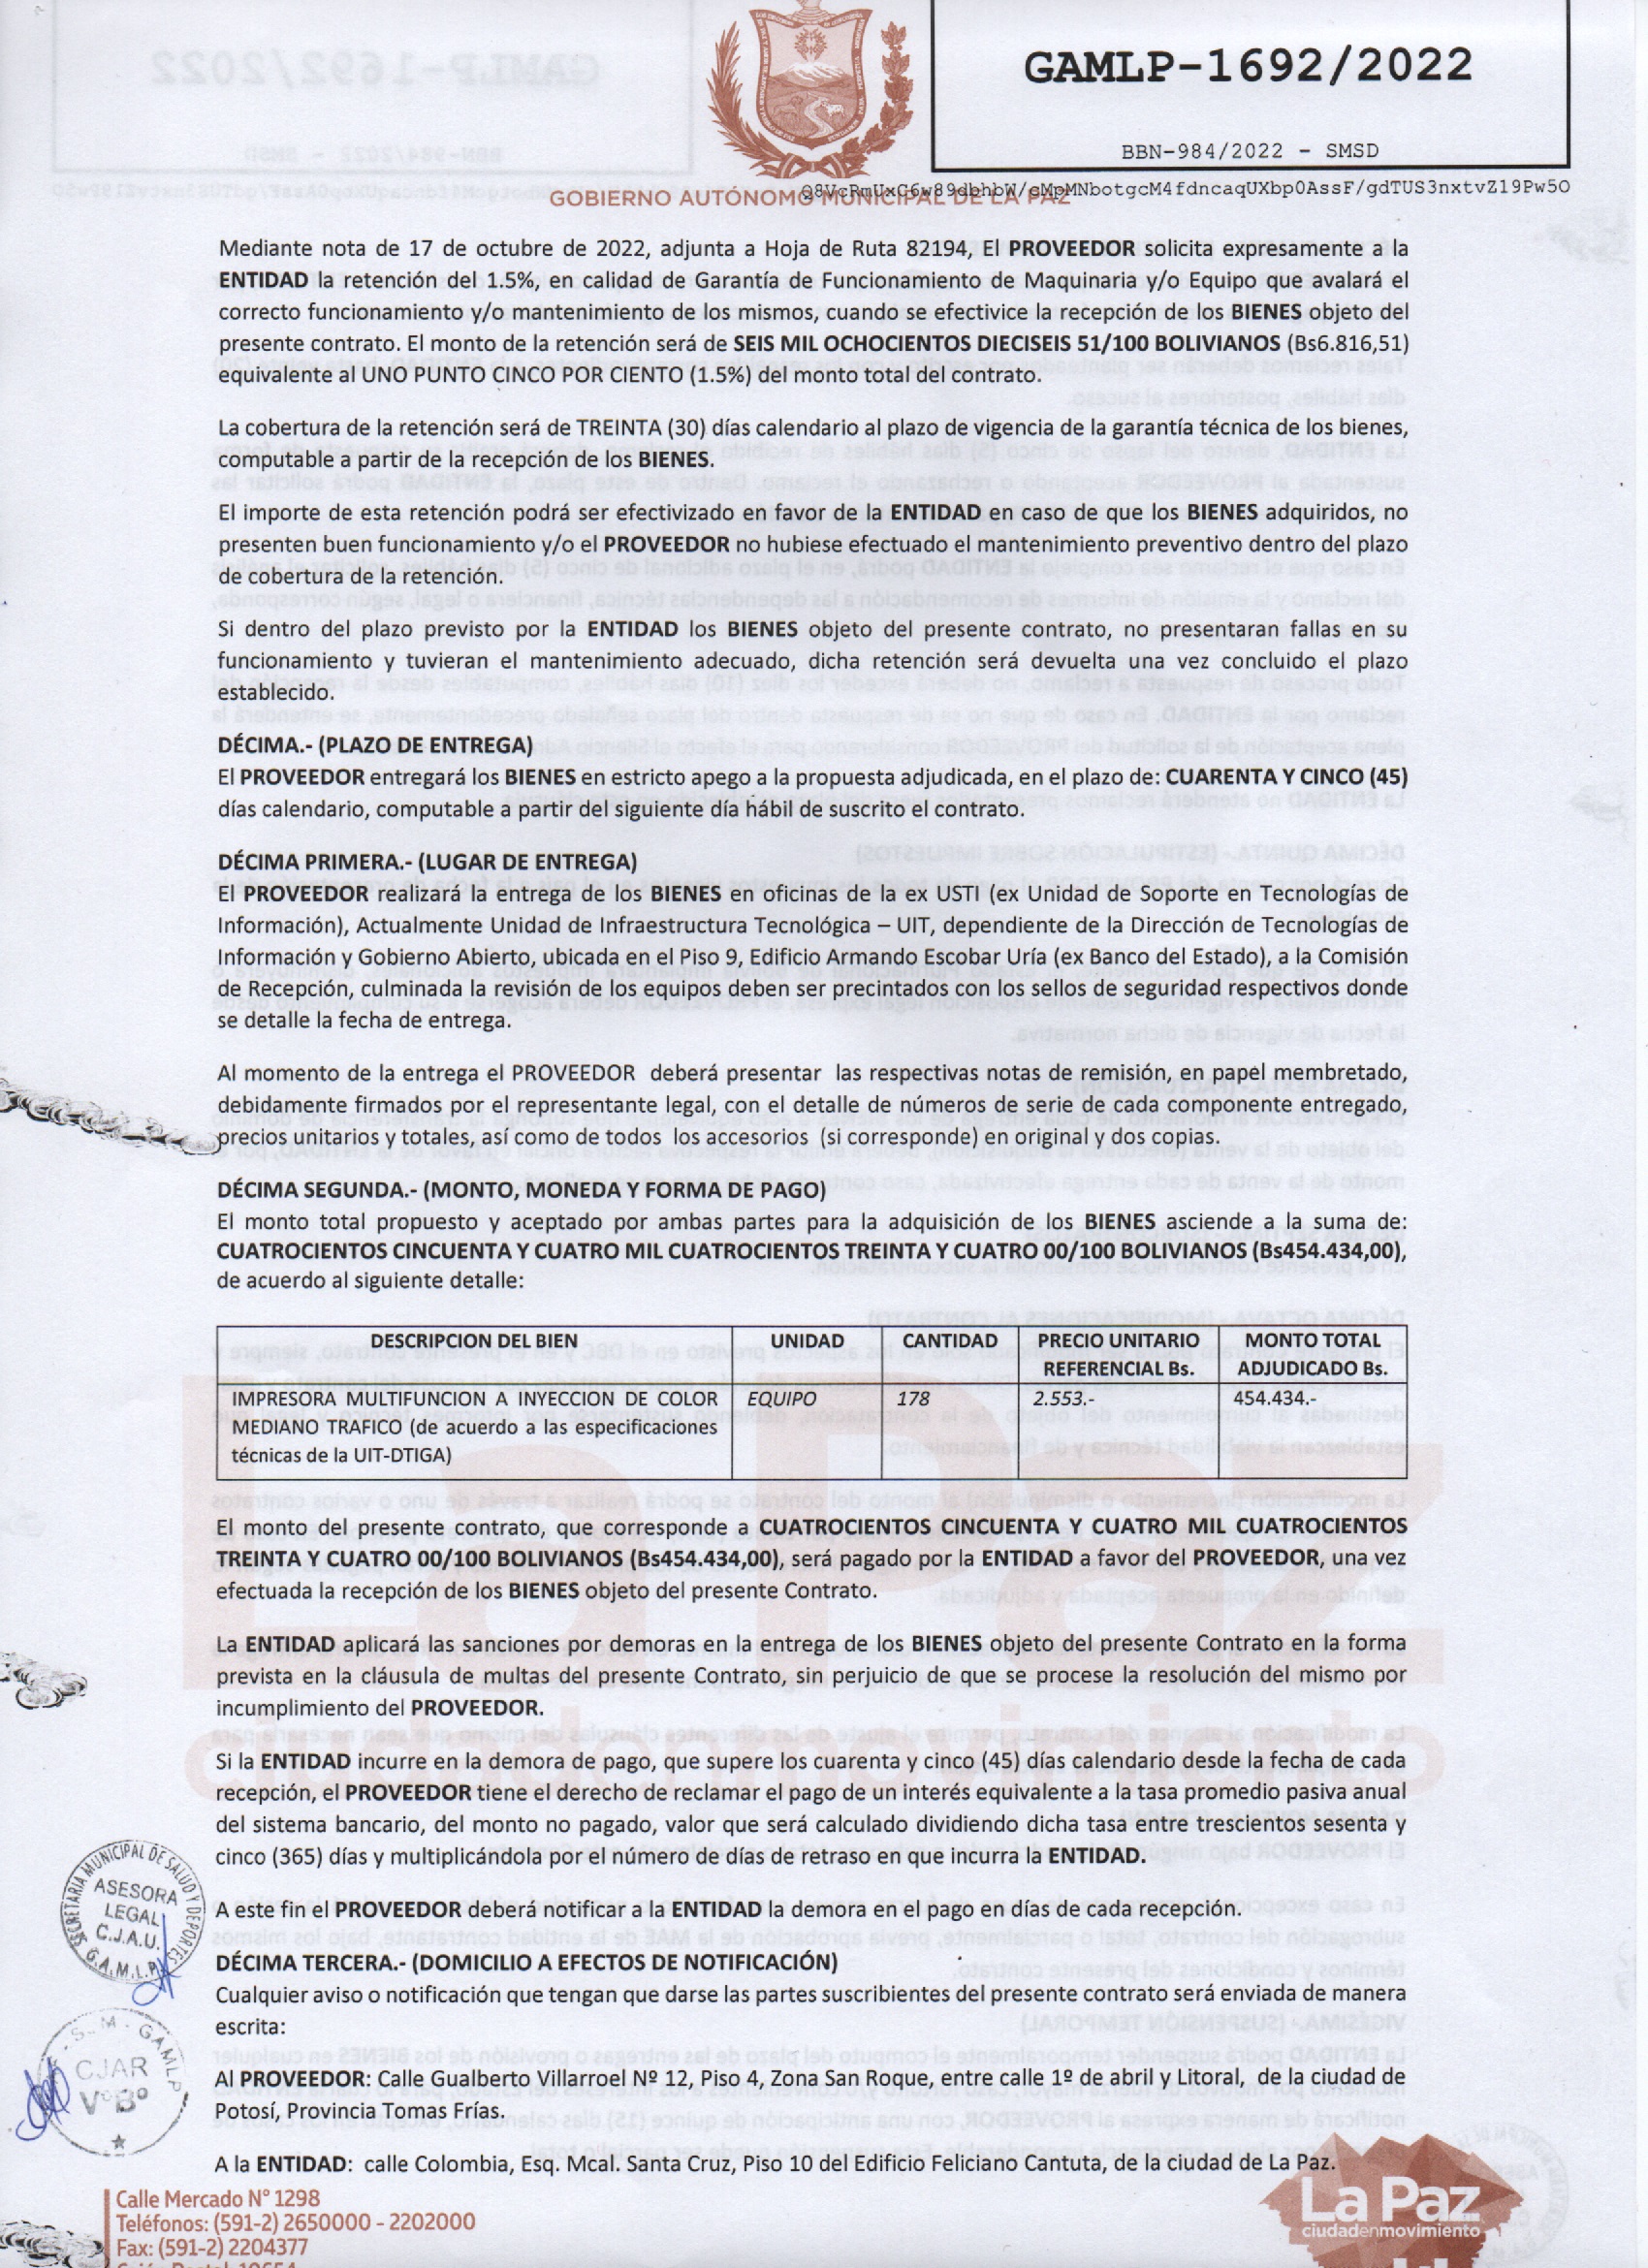 GAMLP-1692/2022
BBN-984/2022 - SMSD
GOBIERNO AUTÓNOMO MUNICIPAL DE LA PAZ
Mediante nota de 17 de octubre de 2022, adjunta a Hoja de Ruta 82194, El PROVEEDOR solicita expresamente a la
ENTIDAD la retención del 1.5%, en calidad de Garantía de Funcionamiento de Maquinaria y/o Equipo que avalará el
correcto funcionamiento y/o mantenimiento de los mismos, cuando se efectivice la recepción de los BIENES objeto del
presente contrato. El monto de la retención será de SEIS MIL OCHOCIENTOS DIECISEIS 51/100 BOLIVIANOS (Bs6.816,51)
equivalente al UNO PUNTO CINCO POR CIENTO (1.5%) del monto total del contrato.
La cobertura de la retención será de TREINTA (30) días calendario al plazo de vigencia de la garantía técnica de los bienes,
computable a partir de la recepción de los BIENES.
El importe de esta retención podrá ser efectivizado en favor de la ENTIDAD en caso de que los BIENES adquiridos, no
presenten buen funcionamiento y/o el PROVEEDOR no hubiese efectuado el mantenimiento preventivo dentro del plazo
de cobertura de la retención.
Si dentro del plazo previsto por la ENTIDAD los BIENES objeto del presente contrato, no presentaran fallas en su
funcionamiento y tuvieran el mantenimiento adecuado, dicha retención será devuelta una vez concluido el plazo
establecido.
DÉCIMA.- (PLAZO DE ENTREGA)
El PROVEEDOR entregará los BIENES en estricto apego a la propuesta adjudicada, en el plazo de: CUARENTA Y CINCO (45)
días calendario, computable a partir del siguiente día hábil de suscrito el contrato.
DÉCIMA PRIMERA.- (LUGAR DE ENTREGA)
El PROVEEDOR realizará la entrega de los BIENES en oficinas de la ex USTI (ex Unidad de Soporte en Tecnologías de
Información), Actualmente Unidad de Infraestructura Tecnológica – UIT, dependiente de la Dirección de Tecnologías de
Información y Gobierno Abierto, ubicada en el Piso 9, Edificio Armando Escobar Uría (ex Banco del Estado), a la Comisión
de Recepción, culminada la revisión de los equipos deben ser precintados con los sellos de seguridad respectivos donde
se detalle la fecha de entrega.
Al momento de la entrega el PROVEEDOR deberá presentar las respectivas notas de remisión, en papel membretado,
debidamente firmados por el representante legal, con el detalle de números de serie de cada componente entregado,
precios unitarios y totales, así como de todos los accesorios (si corresponde) en original y dos copias.
DÉCIMA SEGUNDA.- (MONTO, MONEDA Y FORMA DE PAGO)
El monto total propuesto y aceptado por ambas partes para la adquisición de los BIENES asciende a la suma de:
CUATROCIENTOS CINCUENTA Y CUATRO MIL CUATROCIENTOS TREINTA Y CUATRO 00/100 BOLIVIANOS (Bs454.434,00),
de acuerdo al siguiente detalle:
DESCRIPCION DEL BIEN UNIDAD CANTIDAD PRECIO UNITARIO MONTO TOTAL
REFERENCIAL Bs. ADJUDICADO Bs.
IMPRESORA MULTIFUNCION A INYECCION DE COLOR EQUIPO 178 2.553.- 454.434.-
MEDIANO TRAFICO (de acuerdo a las especificaciones
técnicas de la UIT-DTIGA)
El monto del presente contrato, que corresponde a CUATROCIENTOS CINCUENTA Y CUATRO MIL CUATROCIENTOS
TREINTA Y CUATRO 00/100 BOLIVIANOS (Bs454.434,00), será pagado por la ENTIDAD a favor del PROVEEDOR, una vez
efectuada la recepción de los BIENES objeto del presente Contrato.
La ENTIDAD aplicará las sanciones por demoras en la entrega de los BIENES objeto del presente Contrato en la forma
prevista en la cláusula de multas del presente Contrato, sin perjuicio de que se procese la resolución del mismo por
incumplimiento del PROVEEDOR.
Si la ENTIDAD incurre en la demora de pago, que supere los cuarenta y cinco (45) días calendario desde la fecha de cada
recepción, el PROVEEDOR tiene el derecho de reclamar el pago de un interés equivalente a la tasa promedio pasiva anual
del sistema bancario, del monto no pagado, valor que será calculado dividiendo dicha tasa entre trescientos sesenta y
cinco (365) días y multiplicándola por el número de días de retraso en que incurra la ENTIDAD.
A este fin el PROVEEDOR deberá notificar a la ENTIDAD la demora en el pago en días de cada recepción.
DÉCIMA TERCERA.- (DOMICILIO A EFECTOS DE NOTIFICACIÓN)
Cualquier aviso o notificación que tengan que darse las partes suscribientes del presente contrato será enviada de manera
escrita:
Al PROVEEDOR: Calle Gualberto Villarroel Nº 12, Piso 4, Zona San Roque, entre calle 1º de abril y Litoral, de la ciudad de
Potosí, Provincia Tomas Frías.
A la ENTIDAD: calle Colombia, Esq. Mcal. Santa Cruz, Piso 10 del Edificio Feliciano Cantuta, de la ciudad de La Paz.
SECRETARIA MUNICIPAL DE SALUD Y DEPORTES
ASESORA
LEGAL
C.J.A.U.
G.A.M.L.P.
S.M - GAMLP
CJAR
VºBº
La Paz
ciudadenmovimiento
Calle Mercado N° 1298
Teléfonos: (591-2) 2650000 - 2202000
Fax: (591-2) 2204377
La Paz
ciudadenmovimiento